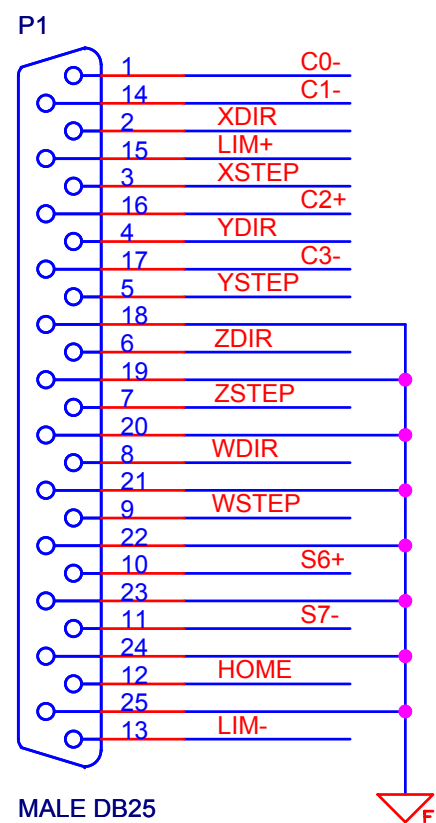 P1
1 C0-
14 C1-
2 XDIR
15 LIM+
3 XSTEP
16 C2+
4 YDIR
17 C3-
5 YSTEP
18
6 ZDIR
19
7 ZSTEP
20
8 WDIR
21
9 WSTEP
22
10 S6+
23
11 S7-
24
12 HOME
25
13 LIM-
MALE DB25
F